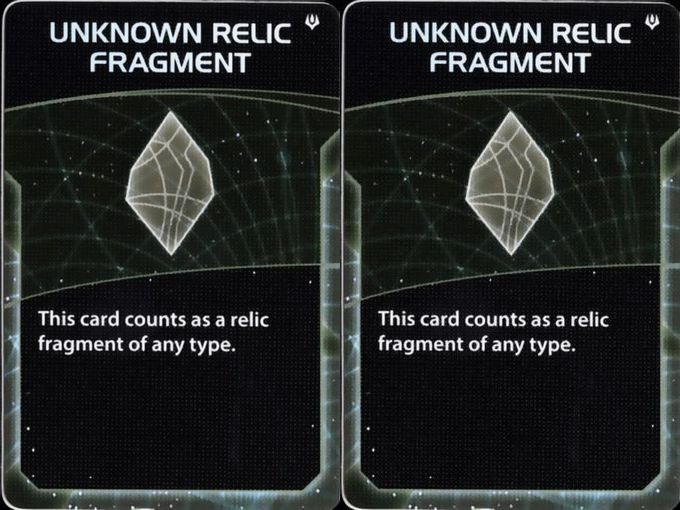 UNKNOWN RELIC
FRAGMENT
This card counts as a relic
fragment of any type.
UNKNOWN RELIC
FRAGMENT
This card counts as a relic
fragment of any type.